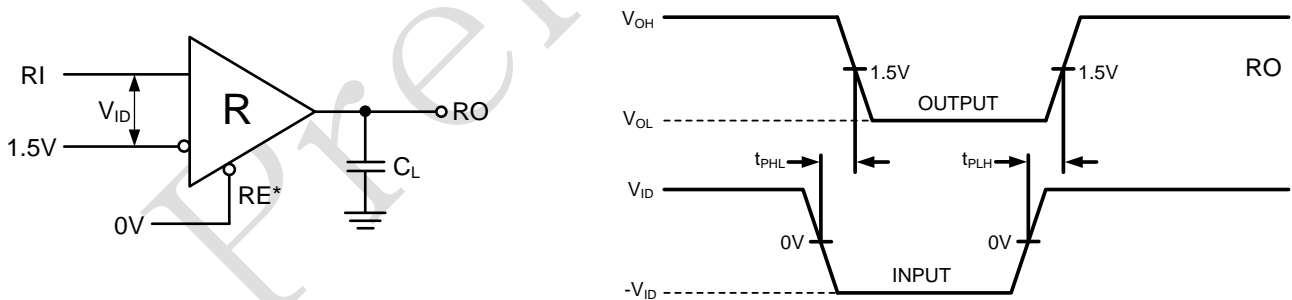 RI
V_ID
1.5V
R
RE*
0V
C_L
RO
V_OH
1.5V
1.5V
RO
OUTPUT
V_OL
t_PHL
t_PLH
V_ID
0V
0V
INPUT
-V_ID
Pre